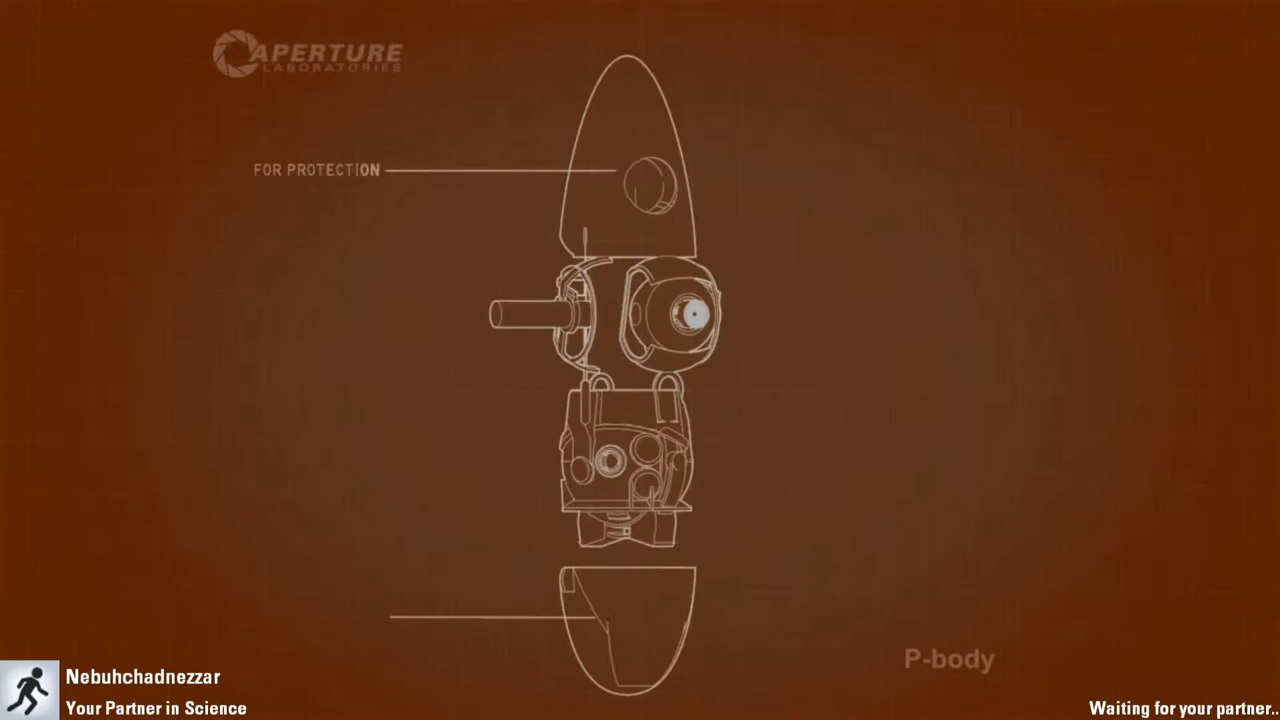 APERTURE
LABORATORIES
FOR PROTECTION
P-body
Nebuhchadnezzar
Your Partner in Science
Waiting for your partner..